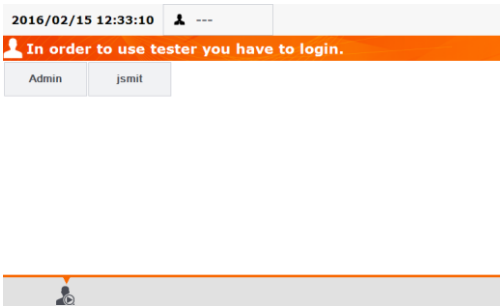 2016/02/15 12:33:10 ---
In order to use tester you have to login.
Admin jsmit